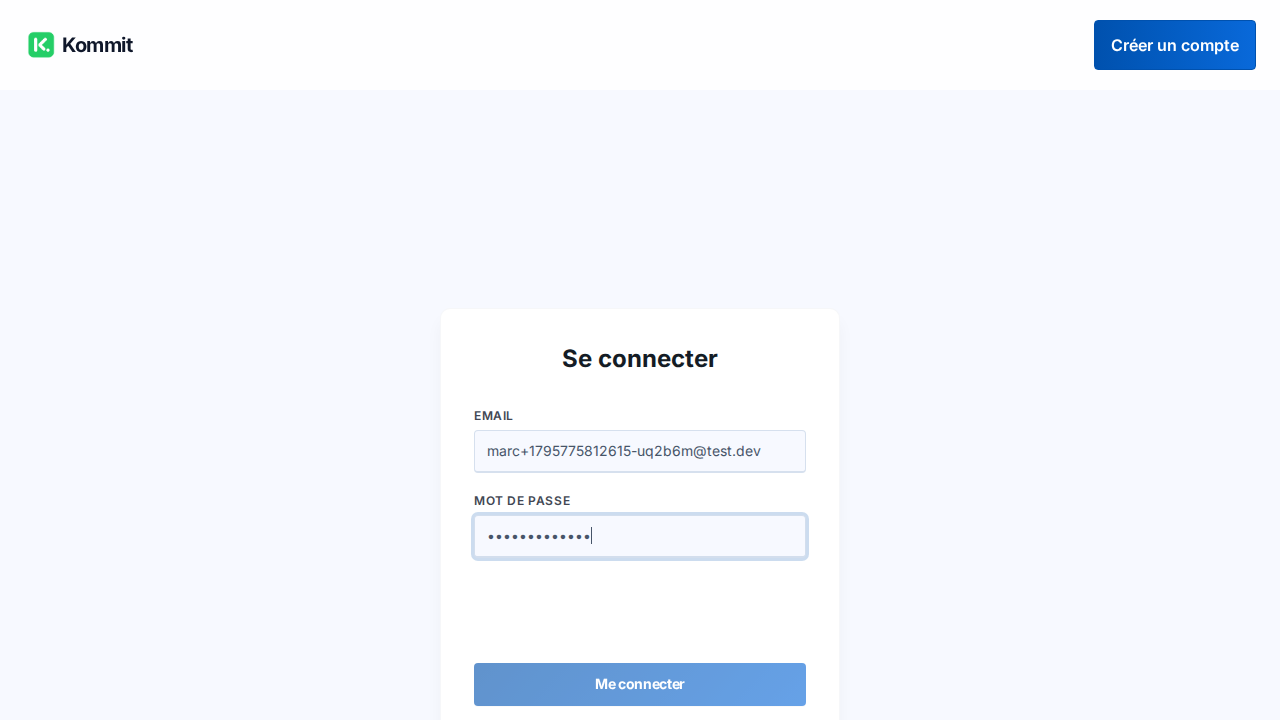 Kommit
Créer un compte
Se connecter
EMAIL
marc+1795775812615-uq2b6m@test.dev
MOT DE PASSE
•••••••••••••
Me connecter